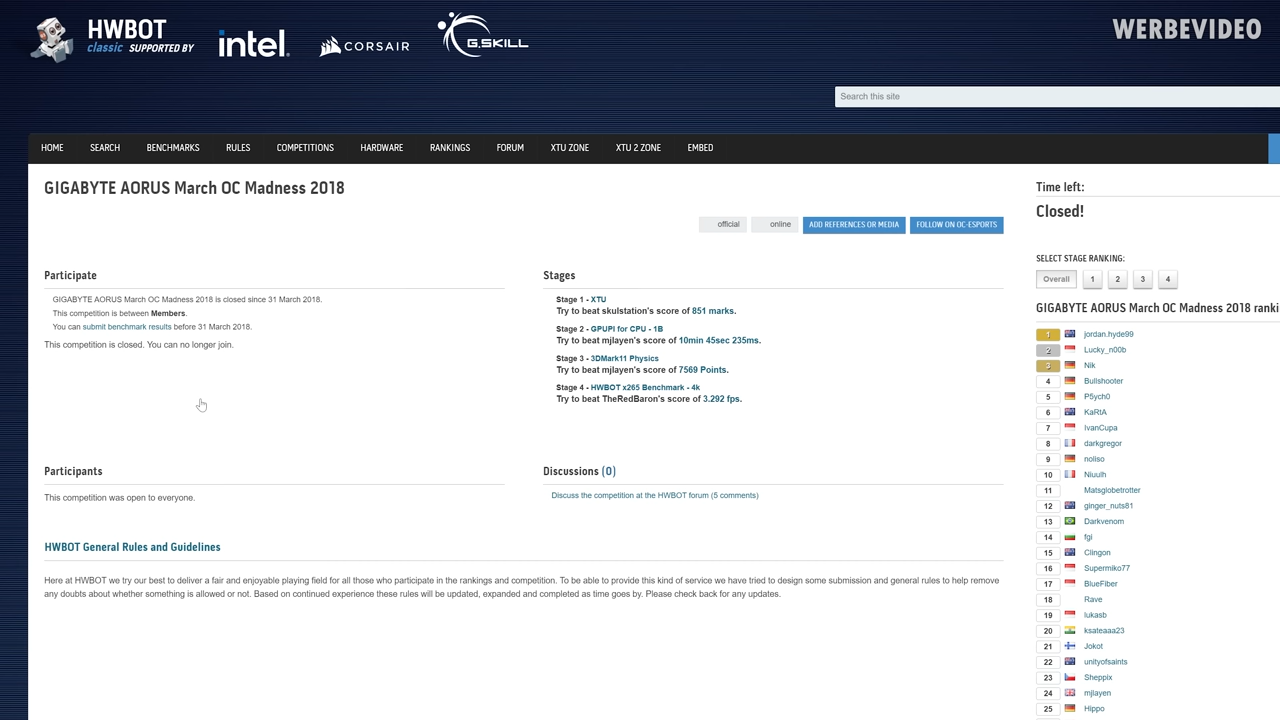 HWBOT
classic SUPPORTED BY
intel.
CORSAIR
G.SKILL
WERBEVIDEO
Search this site
HOME SEARCH BENCHMARKS RULES COMPETITIONS HARDWARE RANKINGS FORUM XTU ZONE XTU 2 ZONE EMBED
GIGABYTE AORUS March OC Madness 2018
official online ADD REFERENCES OR MEDIA FOLLOW ON OC-ESPORTS
Participate
GIGABYTE AORUS March OC Madness 2018 is closed since 31 March 2018.
This competition is between Members.
You can submit benchmark results before 31 March 2018.
This competition is closed. You can no longer join.
Stages
Stage 1 - XTU
Try to beat skulstation's score of 851 marks.
Stage 2 - GPUPI for CPU - 1B
Try to beat mjlayen's score of 10min 45sec 235ms.
Stage 3 - 3DMark11 Physics
Try to beat mjlayen's score of 7569 Points.
Stage 4 - HWBOT x265 Benchmark - 4k
Try to beat TheRedBaron's score of 3.292 fps.
Participants
This competition was open to everyone.
Discussions (0)
Discuss the competition at the HWBOT forum (5 comments)
HWBOT General Rules and Guidelines
Here at HWBOT we try our best to deliver a fair and enjoyable playing field for all those who participate in the rankings and competition. To be able to provide this kind of service we have tried to design some submission and general rules to help remove
any doubts about whether something is allowed or not. Based on continued experience these rules will be updated, expanded and completed as time goes by. Please check back for any updates.
Time left:
Closed!
SELECT STAGE RANKING:
Overall 1 2 3 4
GIGABYTE AORUS March OC Madness 2018 ranki
1 jordan.hyde99
2 Lucky_n00b
3 Nik
4 Bullshooter
5 P5ych0
6 KaRtA
7 IvanCupa
8 darkgregor
9 noliso
10 Niuulh
11 Matsglobetrotter
12 ginger_nuts81
13 Darkvenom
14 fgi
15 Clingon
16 Supermiko77
17 BlueFiber
18 Rave
19 lukasb
20 ksateaaa23
21 Jokot
22 unityofsaints
23 Sheppix
24 mjlayen
25 Hippo